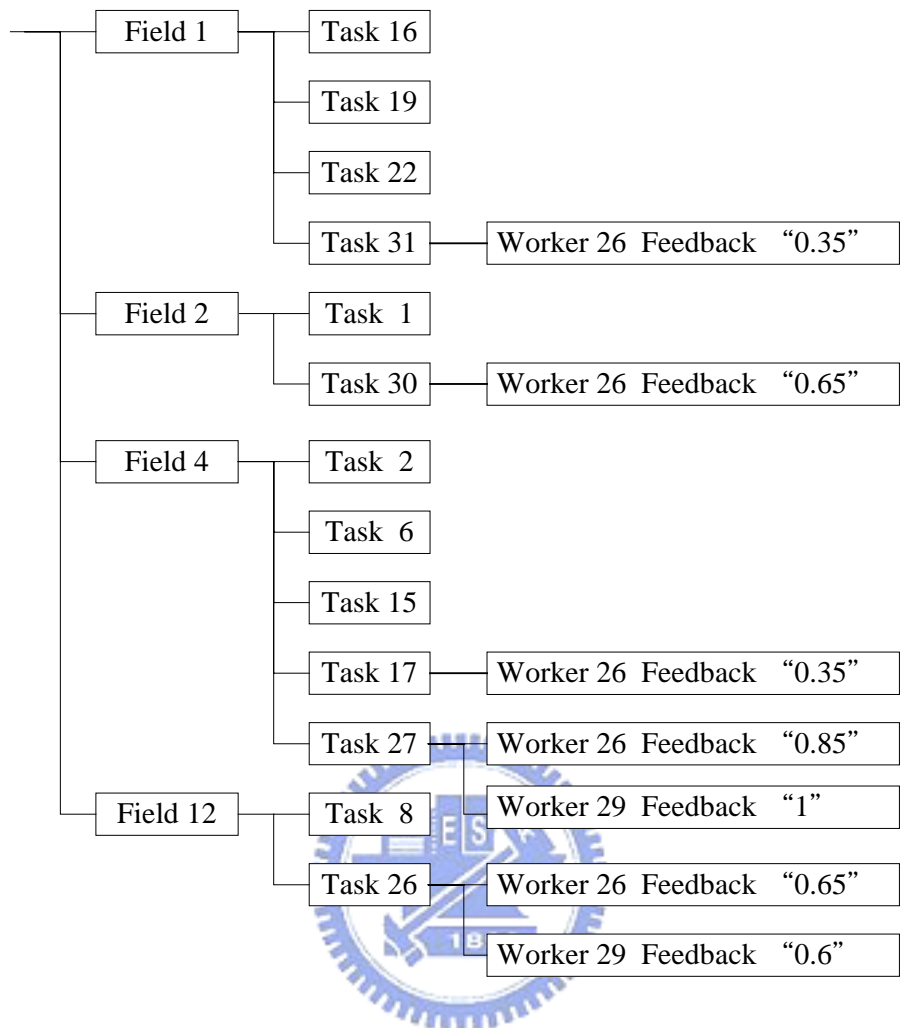 Field 1
Task 16
Task 19
Task 22
Task 31
Worker 26 Feedback “0.35”
Field 2
Task 1
Task 30
Worker 26 Feedback “0.65”
Field 4
Task 2
Task 6
Task 15
Task 17
Worker 26 Feedback “0.35”
Task 27
Worker 26 Feedback “0.85”
Worker 29 Feedback “1”
Field 12
Task 8
Task 26
Worker 26 Feedback “0.65”
Worker 29 Feedback “0.6”